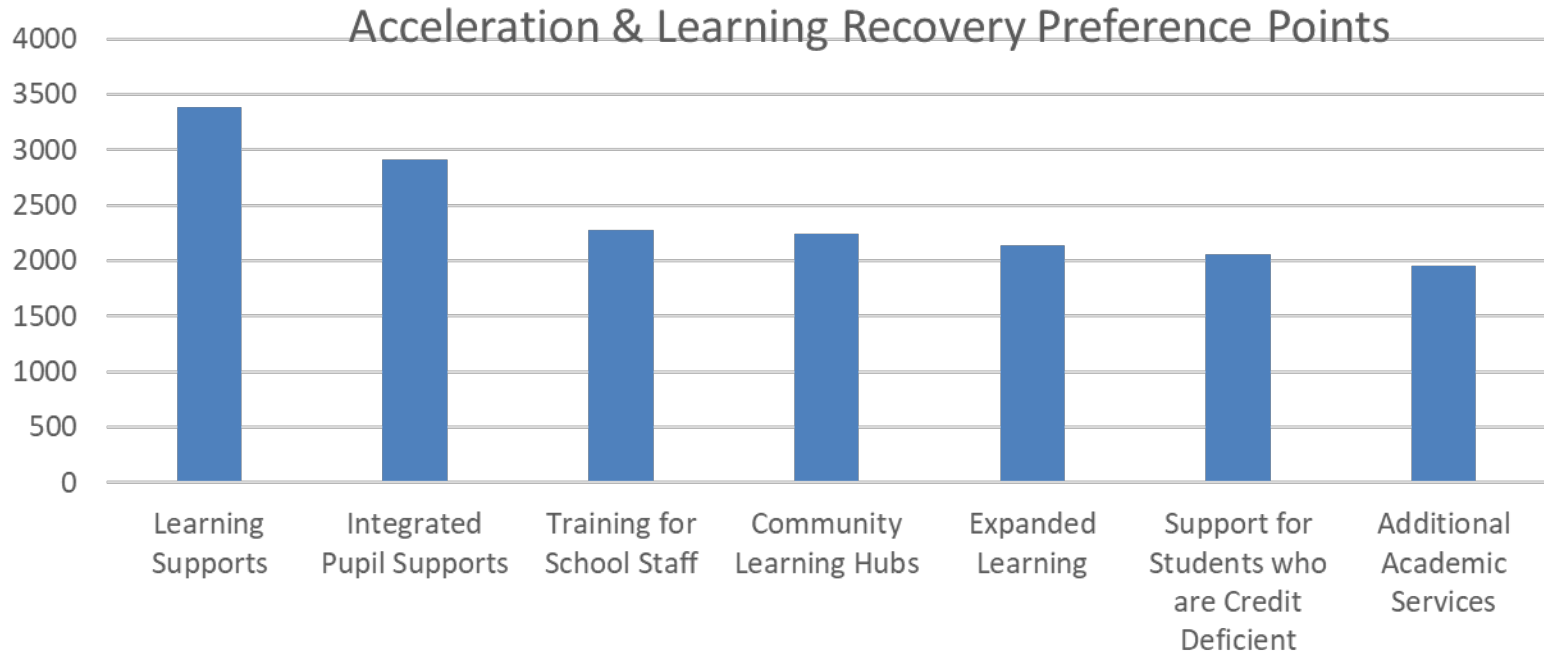 Acceleration & Learning Recovery Preference Points
4000
3500
3000
2500
2000
1500
1000
500
0
Learning
Supports
Integrated
Pupil Supports
Training for
School Staff
Community
Learning Hubs
Expanded
Learning
Support for
Students who
are Credit
Deficient
Additional
Academic
Services